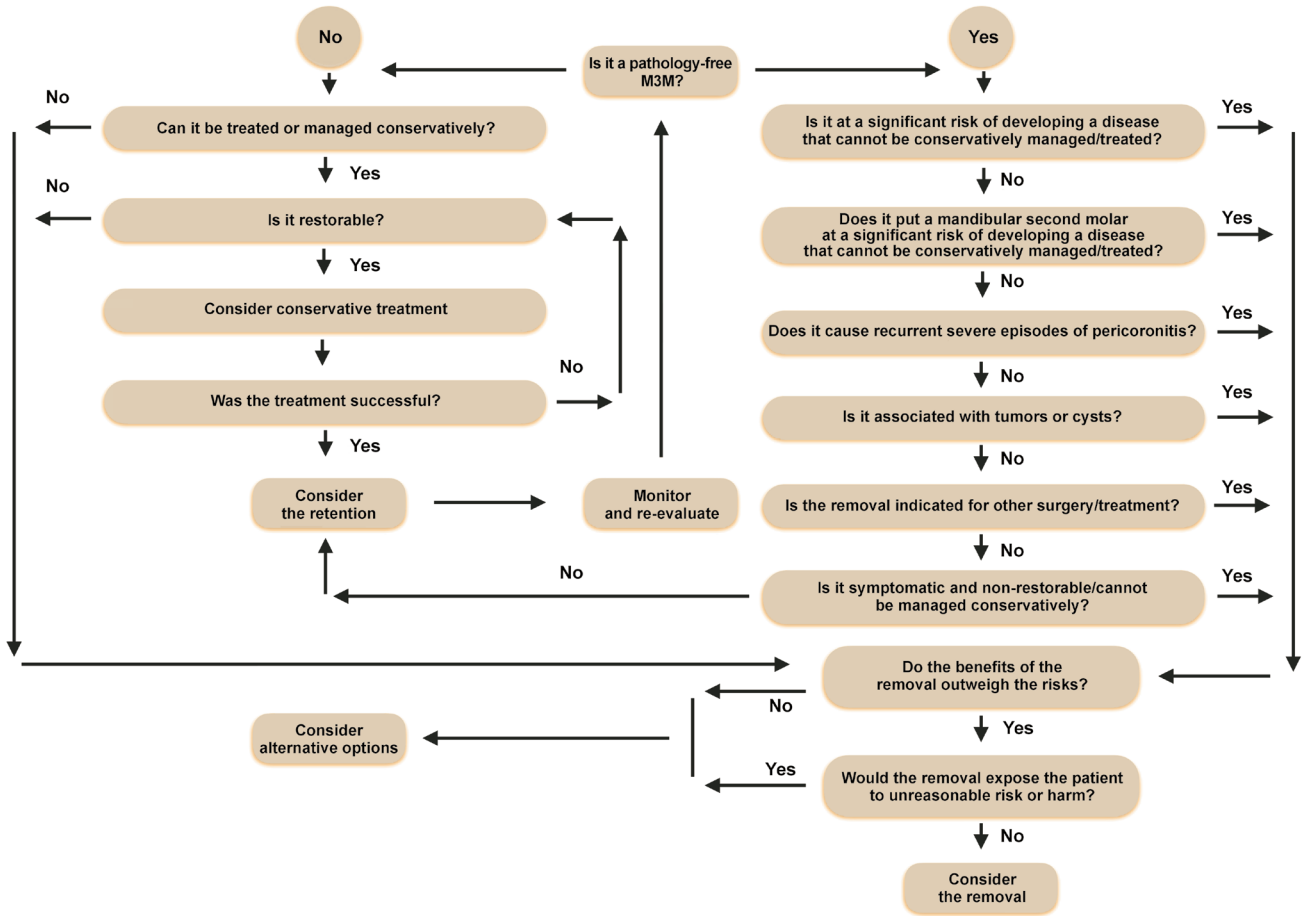 No
Is it a pathology-free
M3M?
Yes
No
Can it be treated or managed conservatively?
Yes
No
Is it restorable?
Yes
Consider conservative treatment
Was the treatment successful?
No
Yes
Consider
the retention
Monitor
and re-evaluate
Is it at a significant risk of developing a disease
that cannot be conservatively managed/treated?
Yes
No
Does it put a mandibular second molar
at a significant risk of developing a disease
that cannot be conservatively managed/treated?
Yes
No
Does it cause recurrent severe episodes of pericoronitis?
Yes
No
Is it associated with tumors or cysts?
Yes
No
Is the removal indicated for other surgery/treatment?
Yes
No
Is it symptomatic and non-restorable/cannot
be managed conservatively?
Yes
No
Do the benefits of the
removal outweigh the risks?
No
Yes
Consider
alternative options
Would the removal expose the patient
to unreasonable risk or harm?
Yes
No
Consider
the removal